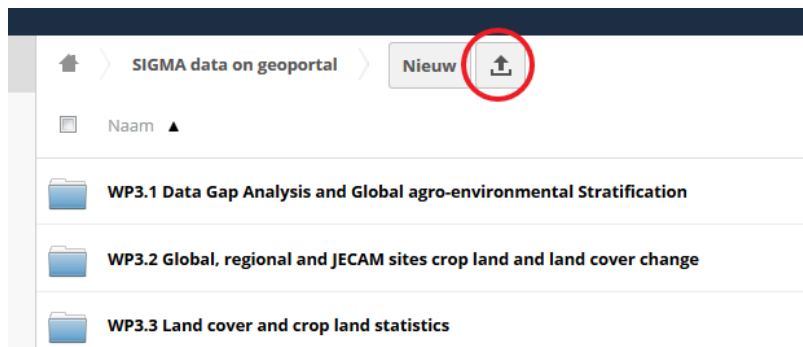 SIGMA data on geoportal Nieuw
Naam
WP3.1 Data Gap Analysis and Global agro-environmental Stratification
WP3.2 Global, regional and JECAM sites crop land and land cover change
WP3.3 Land cover and crop land statistics